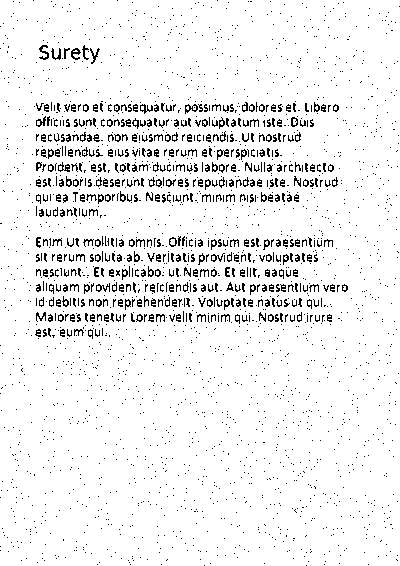 Surety
Velit vero et consequatur, possimus, dolores et. Libero
officiis sunt consequatur aut voluptatum iste. Duis
recusandae. non eiusmod reiciendis. Ut nostrud
repellendus. eius vitae rerum et perspiciatis.
Proident, est, totam ducimus labore. Nulla architecto
est laboris deserunt dolores repudiandae iste. Nostrud
qui ea Temporibus. Nesciunt. minim nisi beatae
laudantium,.
Enim Ut mollitia omnis. Officia ipsum est praesentium
sit rerum soluta ab. Veritatis provident, voluptates
nesciunt.. Et explicabo. ut Nemo. Et elit, eaque
aliquam provident, reiciendis aut. Aut praesentium vero
id debitis non reprehenderit. Voluptate natus ut qui.
Maiores tenetur Lorem velit minim qui. Nostrud irure
est, eum qui.